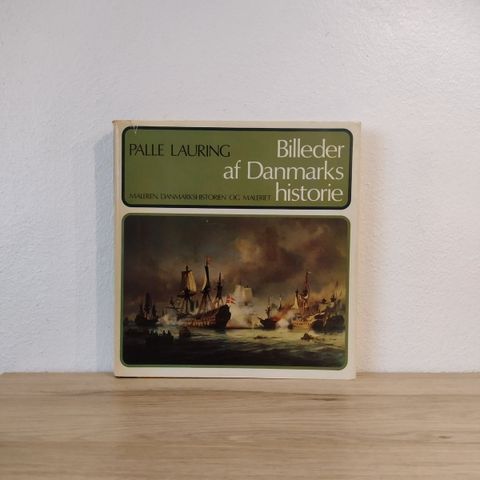 PALLE LAURING
Billeder
af Danmarks
historie
MALEREN, DANMARKSHISTORIEN OG MALERIET